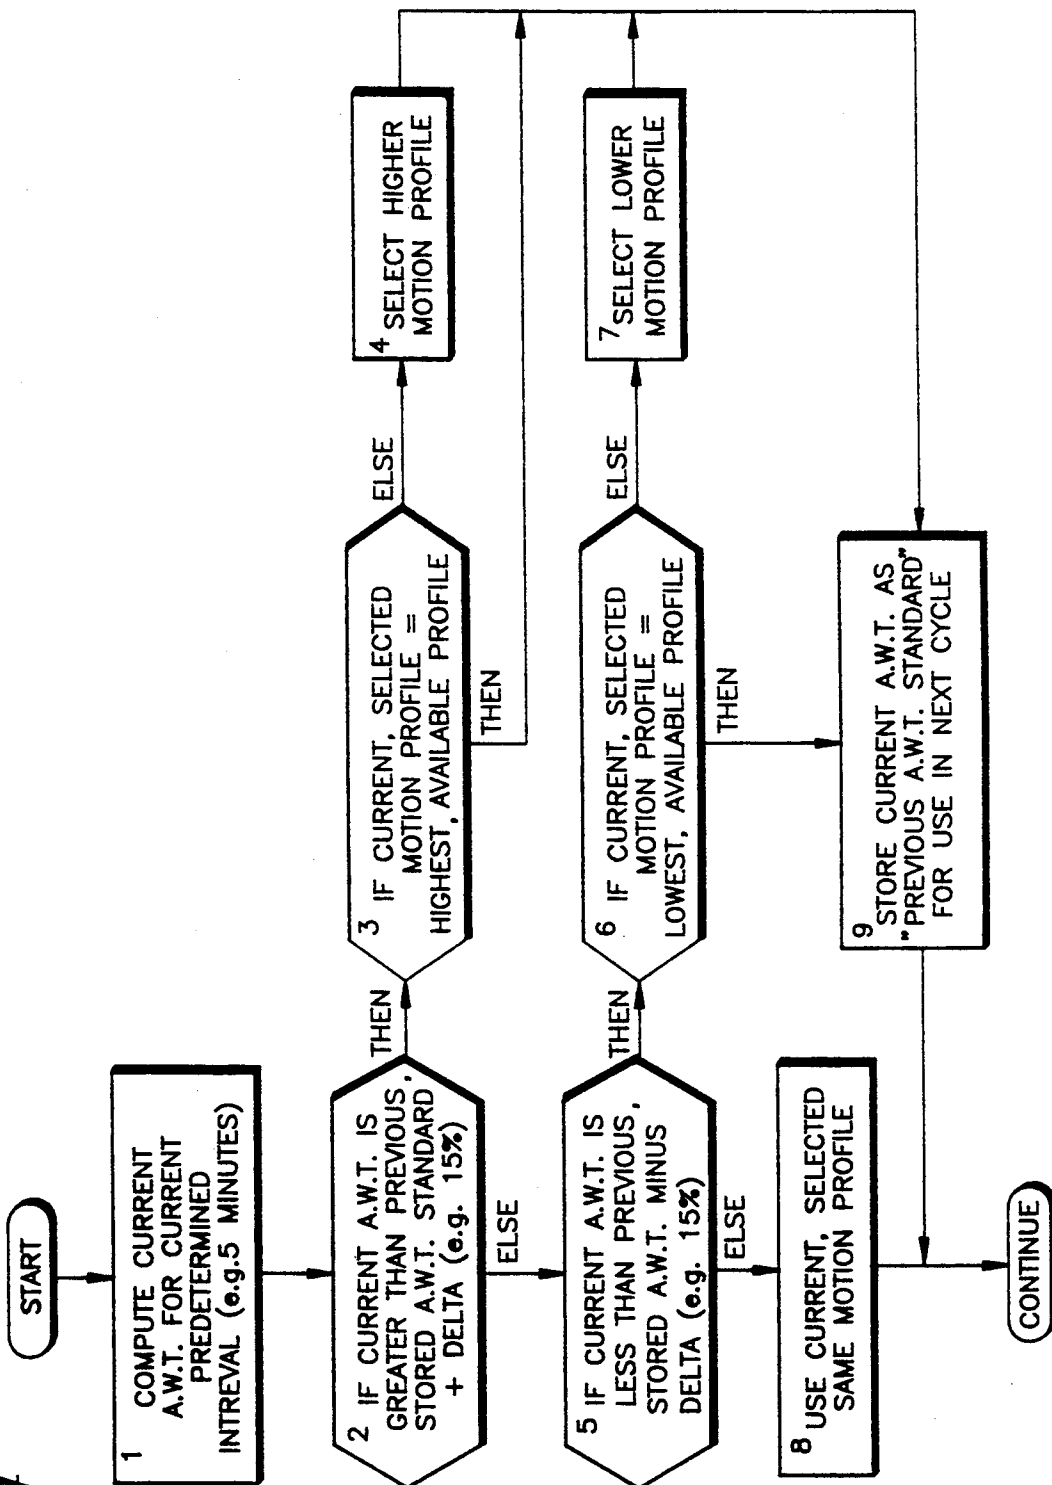 START
1
COMPUTE CURRENT
A.W.T. FOR CURRENT
PREDETERMINED
INTREVAL (e.g.5 MINUTES)
2 IF CURRENT A.W.T. IS
GREATER THAN PREVIOUS,
STORED A.W.T. STANDARD
+ DELTA (e.g. 15%)
THEN
ELSE
3 IF CURRENT, SELECTED
MOTION PROFILE =
HIGHEST, AVAILABLE PROFILE
THEN
ELSE
4 SELECT HIGHER
MOTION PROFILE
5 IF CURRENT A.W.T. IS
LESS THAN PREVIOUS,
STORED A.W.T. MINUS
DELTA (e.g. 15%)
THEN
ELSE
6 IF CURRENT, SELECTED
MOTION PROFILE =
LOWEST, AVAILABLE PROFILE
THEN
ELSE
7 SELECT LOWER
MOTION PROFILE
8 USE CURRENT, SELECTED
SAME MOTION PROFILE
9 STORE CURRENT A.W.T. AS
"PREVIOUS A.W.T. STANDARD"
FOR USE IN NEXT CYCLE
CONTINUE